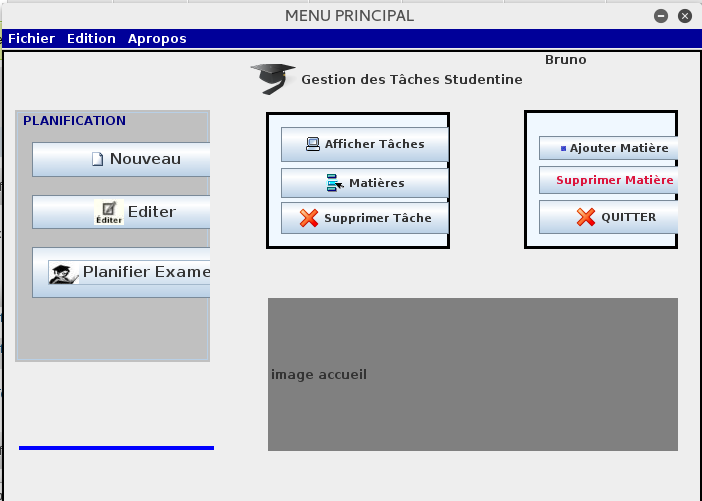 MENU PRINCIPAL
Fichier Edition Apropos
Bruno
Gestion des Tâches Studentine
PLANIFICATION
Nouveau
Editer
Editer
Planifier Exame
Afficher Tâches
Matières
Supprimer Tâche
Ajouter Matière
Supprimer Matière
QUITTER
image accueil